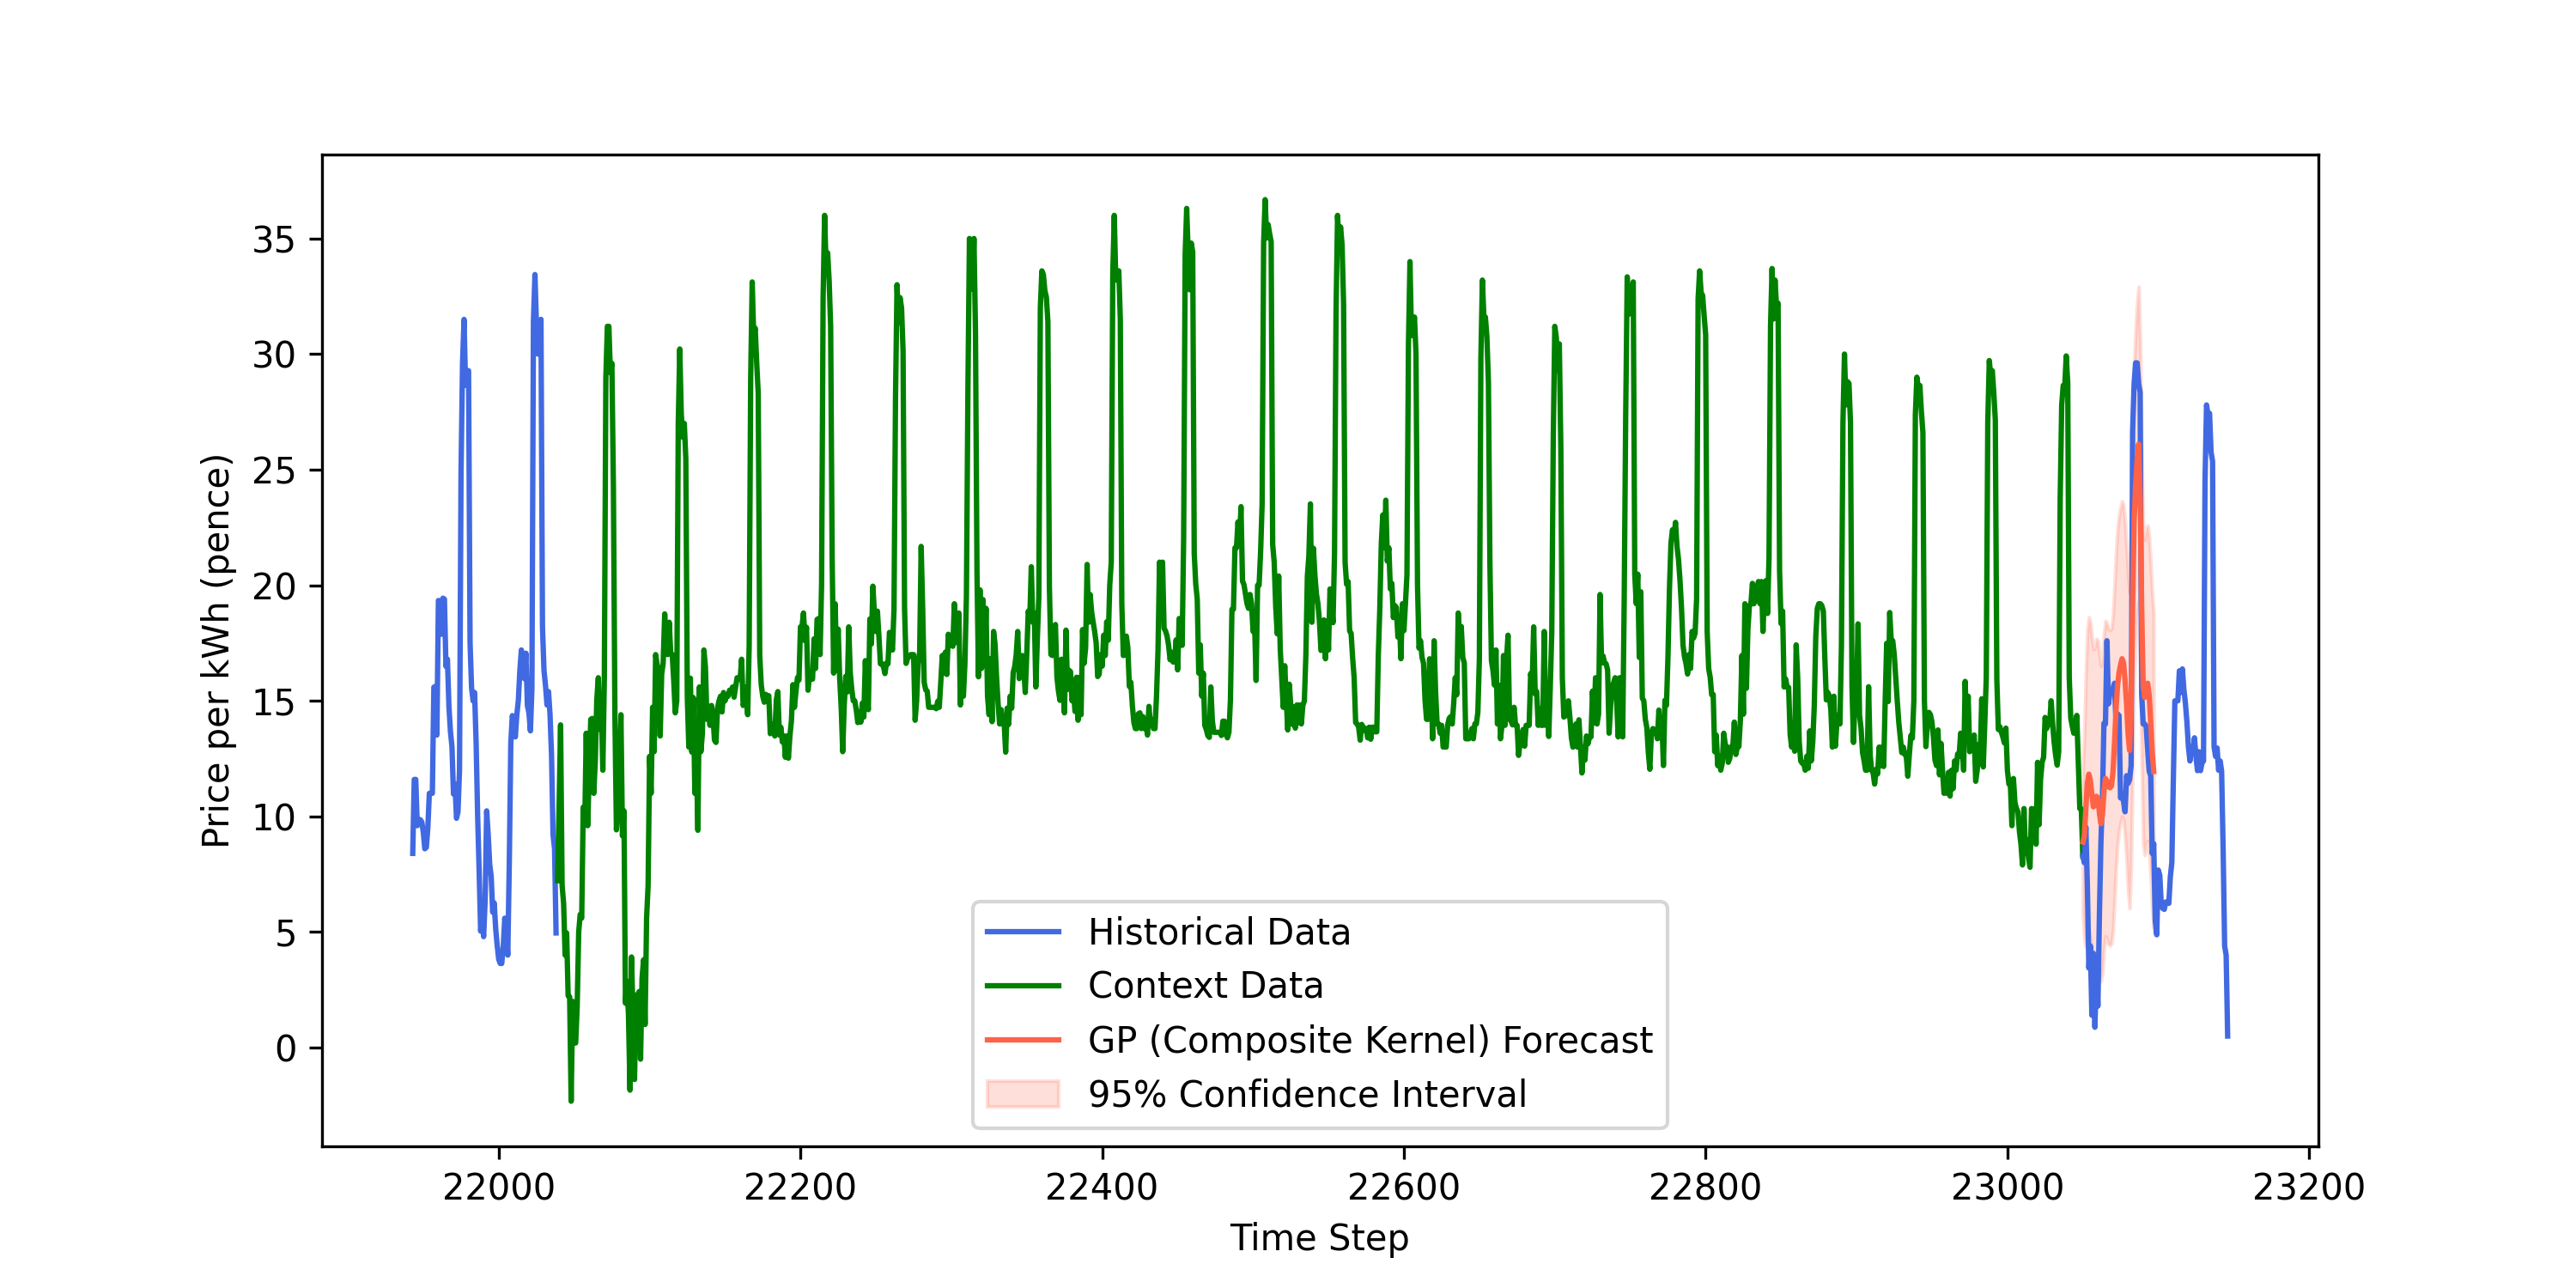 35
30
25
20
15
10
5
0
Price per kWh (pence)
Historical Data
Context Data
GP (Composite Kernel) Forecast
95% Confidence Interval
22000 22200 22400 22600 22800 23000 23200
Time Step